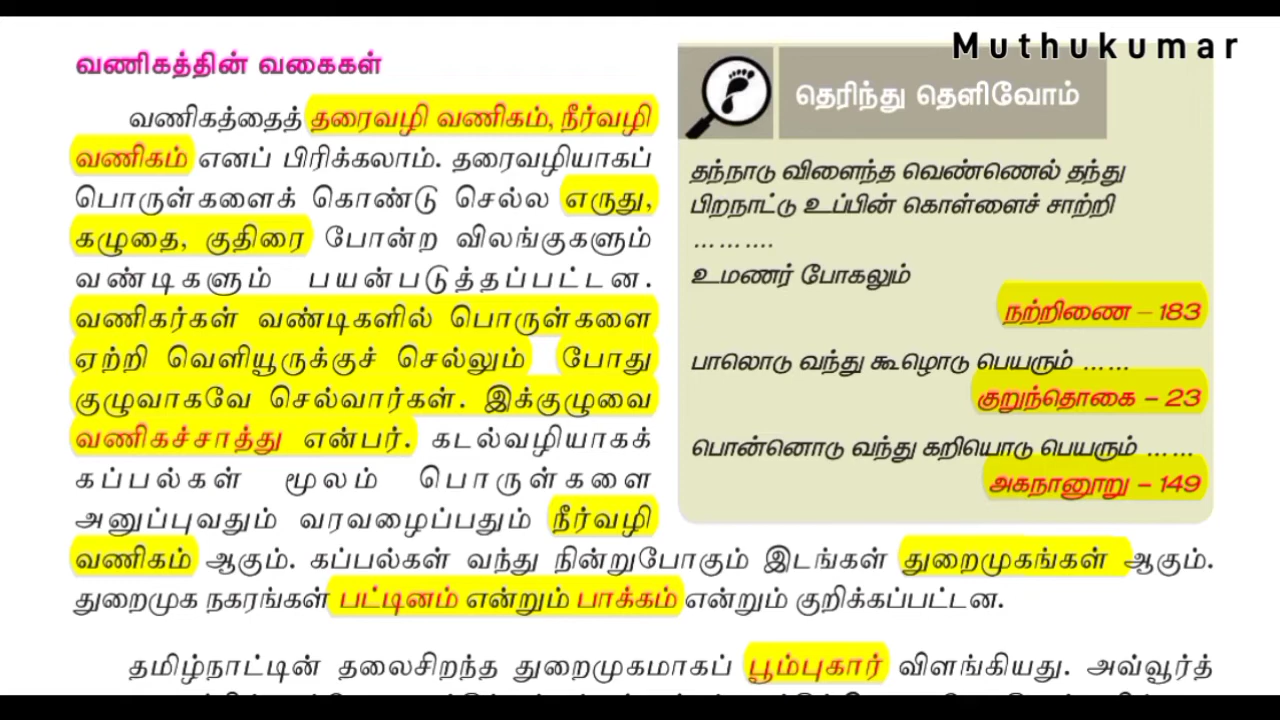 Muthukumar
வணிகத்தின் வகைகள்
வணிகத்தைத் தரைவழி வணிகம், நீர்வழி
வணிகம் எனப் பிரிக்கலாம். தரைவழியாகப்
பொருள்களைக் கொண்டு செல்ல எருது,
கழுதை, குதிரை போன்ற விலங்குகளும்
வண்டிகளும் பயன்படுத்தப்பட்டன.
வணிகர்கள் வண்டிகளில் பொருள்களை
ஏற்றி வெளியூருக்குச் செல்லும் போது
குழுவாகவே செல்வார்கள். இக்குழுவை
வணிகச்சாத்து என்பர். கடல்வழியாகக்
கப்பல்கள் மூலம் பொருள்களை
அனுப்புவதும் வரவழைப்பதும் நீர்வழி
வணிகம் ஆகும். கப்பல்கள் வந்து நின்றுபோகும் இடங்கள் துறைமுகங்கள் ஆகும்.
துறைமுக நகரங்கள் பட்டினம் என்றும் பாக்கம் என்றும் குறிக்கப்பட்டன.
தமிழ்நாட்டின் தலைசிறந்த துறைமுகமாகப் பூம்புகார் விளங்கியது. அவ்வூர்த்
தெரிந்து தெளிவோம்
தந்நாடு விளைந்த வெண்ணெல் தந்து
பிறநாட்டு உப்பின் கொள்ளைச் சாற்றி
……….
உமணர் போகலும்
நற்றிணை – 183
பாலொடு வந்து கூழொடு பெயரும் ……
குறுந்தொகை – 23
பொன்னொடு வந்து கறியொடு பெயரும் ……
அகநானூறு – 149